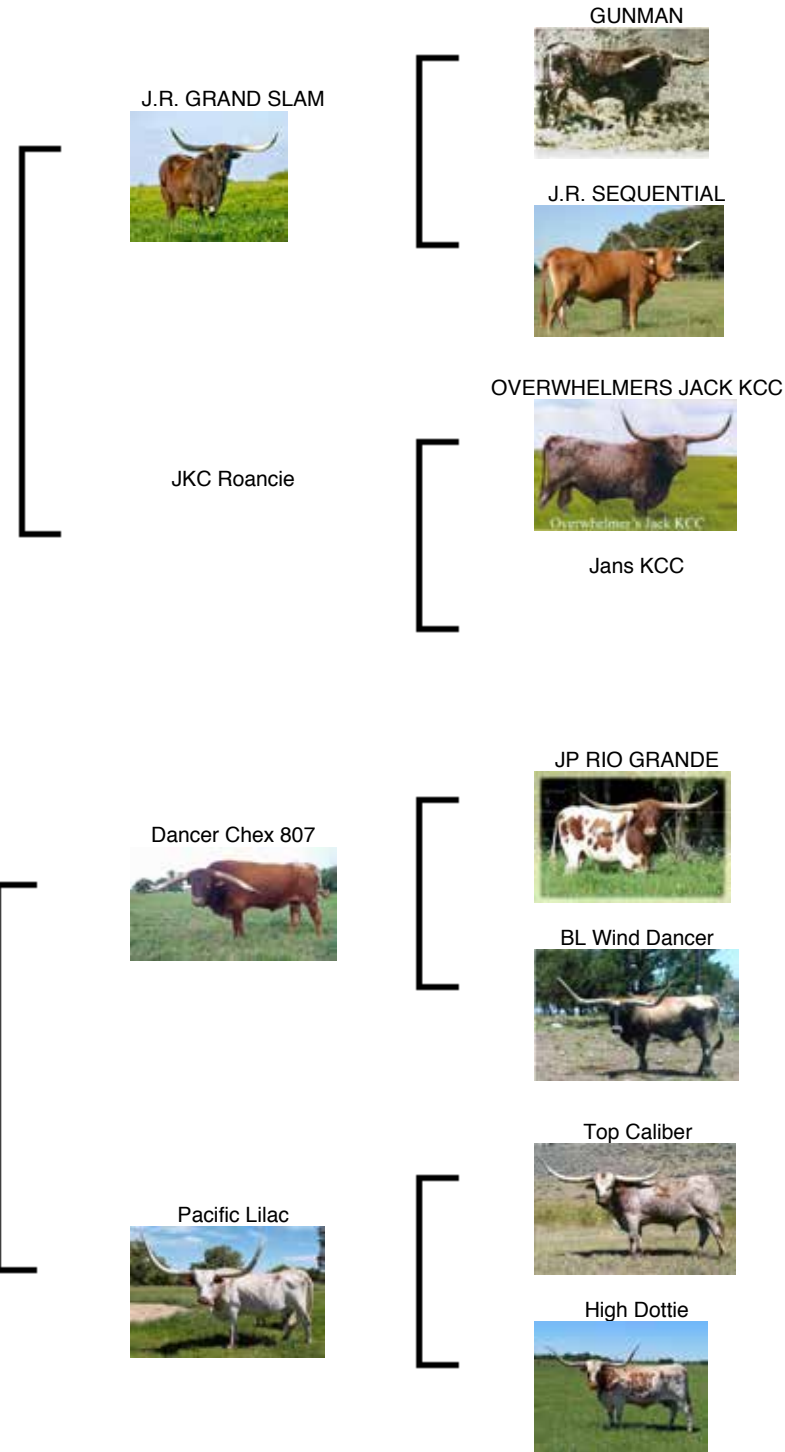 GUNMAN
J.R. GRAND SLAM
J.R. SEQUENTIAL
OVERWHELMERS JACK KCC
JKC Roancie
Overwhelmer's Jack KCC
Jans KCC
JP RIO GRANDE
Dancer Chex 807
BL Wind Dancer
Top Caliber
Pacific Lilac
High Dottie